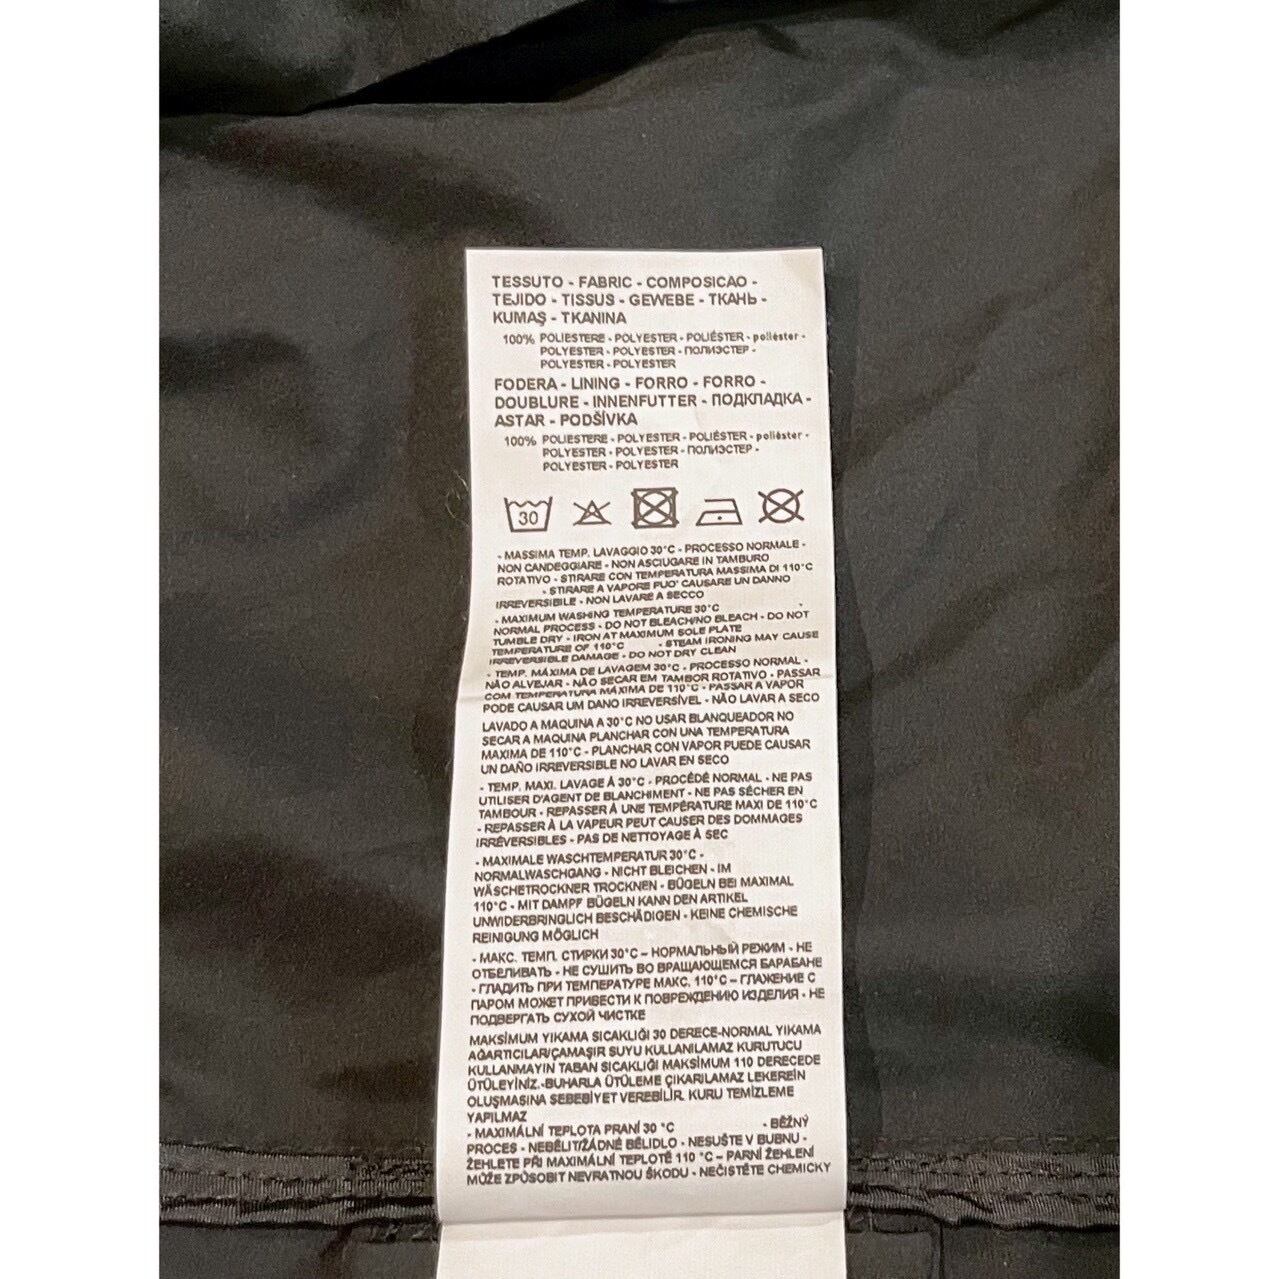 TESSUTO - FABRIC - COMPOSICAO -
TEJIDO - TISSUS - GEWEBE - ТКАНЬ -
KUMAŞ - TKANINA
100% POLIESTERE - POLYESTER - POLIÉSTER - poliéster -
POLYESTER - POLYESTER - ПОЛИЭСТЕР -
POLYESTER - POLYESTER
FODERA - LINING - FORRO - FORRO -
DOUBLURE - INNENFUTTER - ПОДКЛАДКА -
ASTAR - PODŠÍVKA
100% POLIESTERE - POLYESTER - POLIÉSTER - poliéster -
POLYESTER - POLYESTER - ПОЛИЭСТЕР -
POLYESTER - POLYESTER
30
- MASSIMA TEMP. LAVAGGIO 30°C - PROCESSO NORMALE -
NON CANDEGGIARE - NON ASCIUGARE IN TAMBURO
ROTATIVO - STIRARE CON TEMPERATURA MASSIMA DI 110°C
- STIRARE A VAPORE PUO' CAUSARE UN DANNO
IRREVERSIBILE - NON LAVARE A SECCO
- MAXIMUM WASHING TEMPERATURE 30°C
NORMAL PROCESS - DO NOT BLEACH/NO BLEACH - DO NOT
TUMBLE DRY - IRON AT MAXIMUM SOLE PLATE
TEMPERATURE OF 110°C - STEAM IRONING MAY CAUSE
IRREVERSIBLE DAMAGE - DO NOT DRY CLEAN
- TEMP. MÁXIMA DE LAVAGEM 30°C - PROCESSO NORMAL -
NÃO ALVEJAR - NÃO SECAR EM TAMBOR ROTATIVO - PASSAR
COM TEMPERATURA MÁXIMA DE 110°C - PASSAR A VAPOR
PODE CAUSAR UM DANO IRREVERSÍVEL - NÃO LAVAR A SECO
LAVADO A MAQUINA A 30°C NO USAR BLANQUEADOR NO
SECAR A MAQUINA PLANCHAR CON UNA TEMPERATURA
MAXIMA DE 110°C - PLANCHAR CON VAPOR PUEDE CAUSAR
UN DAÑO IRREVERSIBLE NO LAVAR EN SECO
- TEMP. MAXI. LAVAGE À 30°C - PROCÉDÉ NORMAL - NE PAS
UTILISER D'AGENT DE BLANCHIMENT - NE PAS SÉCHER EN
TAMBOUR - REPASSER À UNE TEMPÉRATURE MAXI DE 110°C
- REPASSER À LA VAPEUR PEUT CAUSER DES DOMMAGES
IRRÉVERSIBLES - PAS DE NETTOYAGE À SEC
- MAXIMALE WASCHTEMPERATUR 30°C -
NORMALWASCHGANG - NICHT BLEICHEN - IM
WÄSCHETROCKNER TROCKNEN - BÜGELN BEI MAXIMAL
110°C - MIT DAMPF BÜGELN KANN DEN ARTIKEL
UNWIDERBRINGLICH BESCHÄDIGEN - KEINE CHEMISCHE
REINIGUNG MÖGLICH
- МАКС. ТЕМП. СТИРКИ 30°C – НОРМАЛЬНЫЙ РЕЖИМ - НЕ
ОТБЕЛИВАТЬ - НЕ СУШИТЬ ВО ВРАЩАЮЩЕМСЯ БАРАБАНЕ
- ГЛАДИТЬ ПРИ ТЕМПЕРАТУРЕ МАКС. 110°C – ГЛАЖЕНИЕ С
ПАРОМ МОЖЕТ ПРИВЕСТИ К ПОВРЕЖДЕНИЮ ИЗДЕЛИЯ - НЕ
ПОДВЕРГАТЬ СУХОЙ ЧИСТКЕ
MAKSİMUM YIKAMA SICAKLIĞI 30 DERECE-NORMAL YIKAMA
AĞARTICILAR/ÇAMAŞIR SUYU KULLANILAMAZ KURUTUCU
KULLANMAYIN TABAN SICAKLIĞI MAKSİMUM 110 DERECEDE
ÜTÜLEYİNİZ.-BUHARLA ÜTÜLEME ÇIKARILAMAZ LEKEREİN
OLUŞMASINA SEBEBİYET VEREBİLİR. KURU TEMİZLEME
YAPILMAZ
- MAXIMÁLNÍ TEPLOTA PRANÍ 30 °C - BĚŽNÝ
PROCES - NEBĚLIT/ŽÁDNÉ BĚLIDLO - NESUŠTE V BUBNU -
ŽEHLETE PŘI MAXIMÁLNÍ TEPLOTĚ 110 °C – PARNÍ ŽEHLENÍ
MŮŽE ZPŮSOBIT NEVRATNOU ŠKODU - NEČISTĚTE CHEMICKY